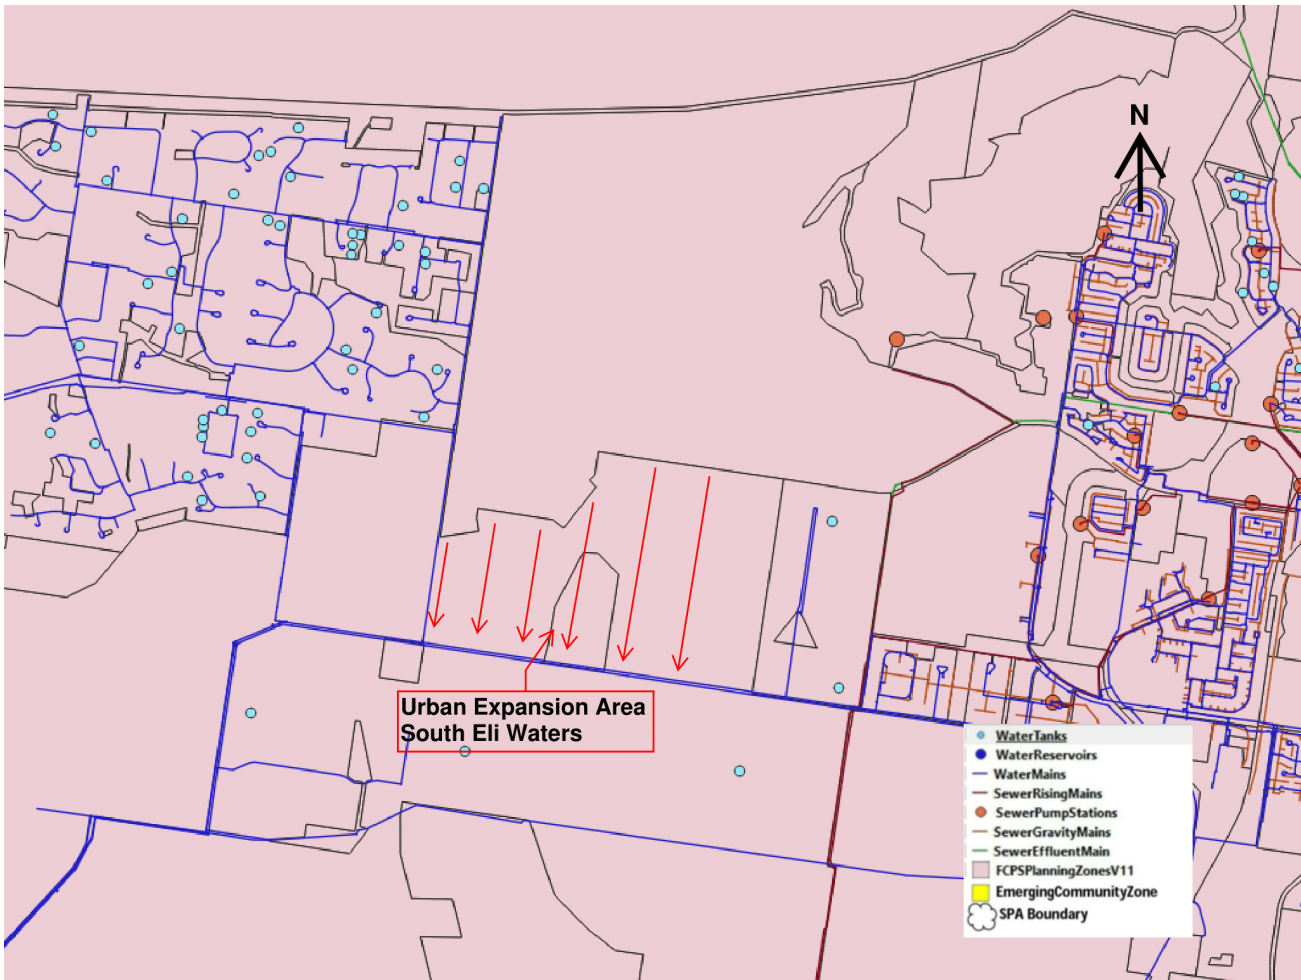 N
Urban Expansion Area
South Eli Waters
WaterTanks
WaterReservoirs
WaterMains
SewerRisingMains
SewerPumpStations
SewerGravityMains
SewerEffluentMain
FCPSPlanningZonesV11
EmergingCommunityZone
SPA Boundary